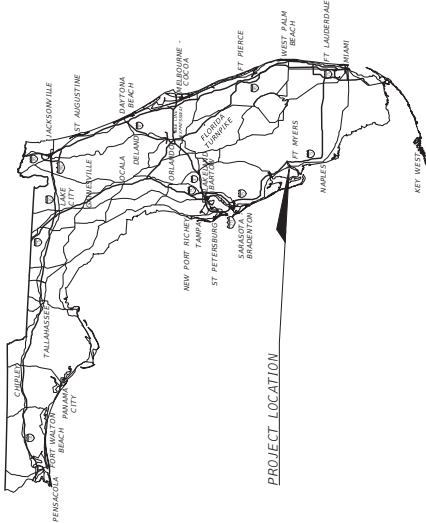 PENSACOLA
FORT WALTON
BEACH
PANAMA
CITY
CHIPLEY
TALLAHASSEE
JACKSONVILLE
LAKE
CITY
ST AUGUSTINE
GAINESVILLE
OCALA
DAYTONA
BEACH
DELAND
ORLANDO
MELBOURNE -
COCOA
NEW PORT RICHEY
TAMPA
LAKELAND
BARTOW
FLORIDA
TURNPIKE
ST PETERSBURG
SARASOTA
BRADENTON
FT PIERCE
WEST PALM
BEACH
FT MYERS
FT LAUDERDALE
NAPLES
MIAMI
KEY WEST
PROJECT LOCATION